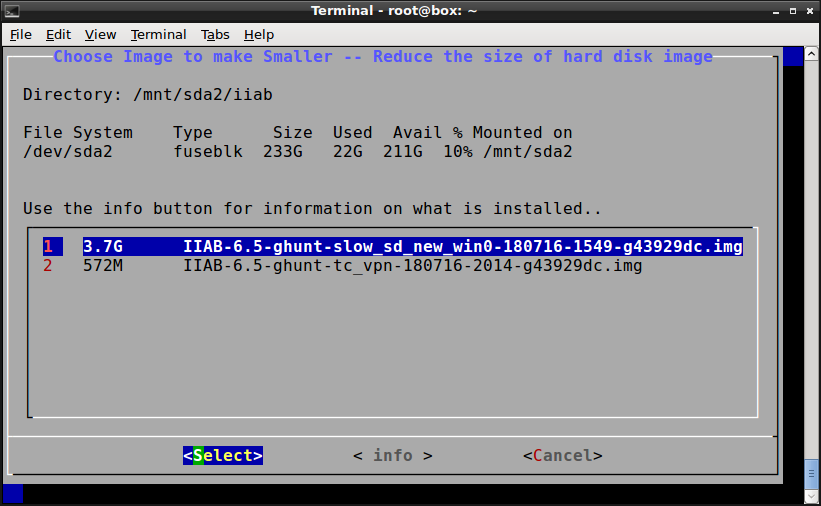 Terminal - root@box: ~
File Edit View Terminal Tabs Help
Choose Image to make Smaller -- Reduce the size of hard disk image
Directory: /mnt/sda2/iiab
File System    Type      Size  Used  Avail % Mounted on
/dev/sda2      fuseblk  233G   22G  211G  10% /mnt/sda2
Use the info button for information on what is installed..
1   3.7G      IIAB-6.5-ghunt-slow_sd_new_win0-180716-1549-g43929dc.img
2   572M      IIAB-6.5-ghunt-tc_vpn-180716-2014-g43929dc.img
<Select>         < info >         <Cancel>